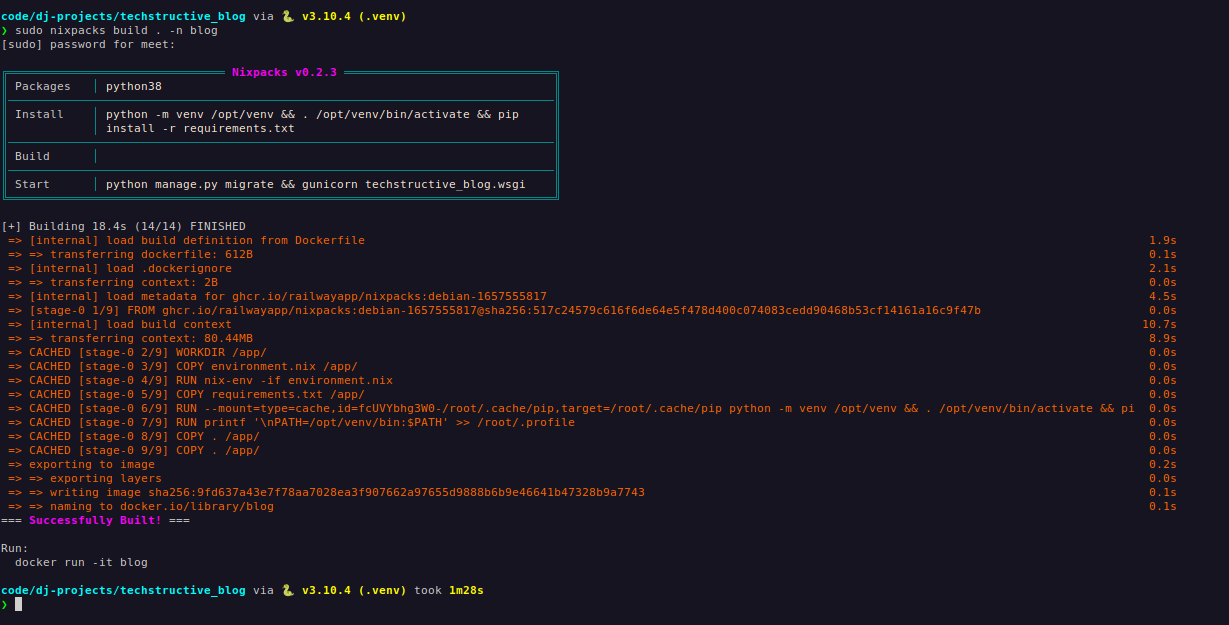 code/dj-projects/techstructive_blog via 🐍 v3.10.4 (.venv)
❯ sudo nixpacks build . -n blog
[sudo] password for meet:
Nixpacks v0.2.3
Packages | python38
Install | python -m venv /opt/venv && . /opt/venv/bin/activate && pip
install -r requirements.txt
Build |
Start | python manage.py migrate && gunicorn techstructive_blog.wsgi
[+] Building 18.4s (14/14) FINISHED
=> [internal] load build definition from Dockerfile 1.9s
=> => transferring dockerfile: 612B 0.1s
=> [internal] load .dockerignore 2.1s
=> => transferring context: 2B 0.0s
=> [internal] load metadata for ghcr.io/railwayapp/nixpacks:debian-1657555817 4.5s
=> [stage-0 1/9] FROM ghcr.io/railwayapp/nixpacks:debian-1657555817@sha256:517c24579c616f6de64e5f478d400c074083cedd90468b53cf14161a16c9f47b 0.0s
=> [internal] load build context 10.7s
=> => transferring context: 80.44MB 8.9s
=> CACHED [stage-0 2/9] WORKDIR /app/ 0.0s
=> CACHED [stage-0 3/9] COPY environment.nix /app/ 0.0s
=> CACHED [stage-0 4/9] RUN nix-env -if environment.nix 0.0s
=> CACHED [stage-0 5/9] COPY requirements.txt /app/ 0.0s
=> CACHED [stage-0 6/9] RUN --mount=type=cache,id=fcUVYbhg3W0-/root/.cache/pip,target=/root/.cache/pip python -m venv /opt/venv && . /opt/venv/bin/activate && pi 0.0s
=> CACHED [stage-0 7/9] RUN printf '\nPATH=/opt/venv/bin:$PATH' >> /root/.profile 0.0s
=> CACHED [stage-0 8/9] COPY . /app/ 0.0s
=> CACHED [stage-0 9/9] COPY . /app/ 0.0s
=> exporting to image 0.2s
=> => exporting layers 0.0s
=> => writing image sha256:9fd637a43e7f78aa7028ea3f907662a97655d9888b6b9e46641b47328b9a7743 0.1s
=> => naming to docker.io/library/blog 0.1s
=== Successfully Built! ===
Run:
docker run -it blog
code/dj-projects/techstructive_blog via 🐍 v3.10.4 (.venv) took 1m28s
❯